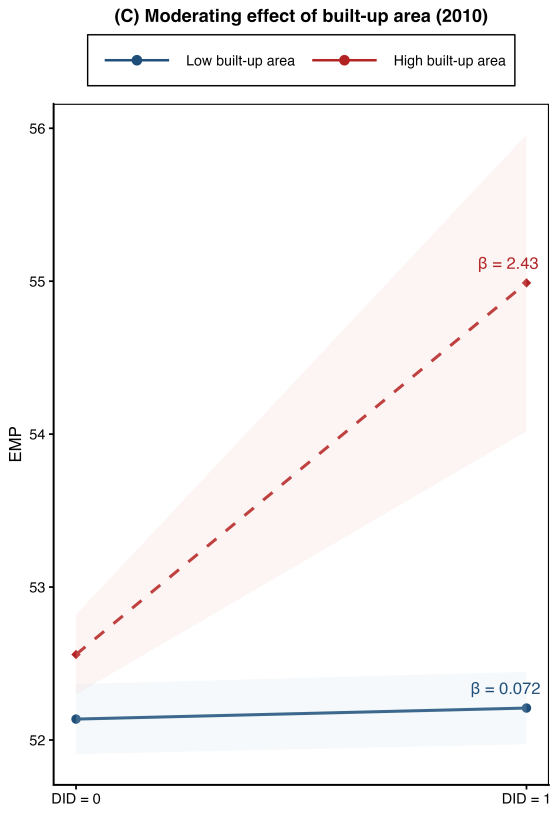 (C) Moderating effect of built-up area (2010)
Low built-up area
High built-up area
56
55
54
53
52
EMP
β = 2.43
β = 0.072
DID = 0
DID = 1